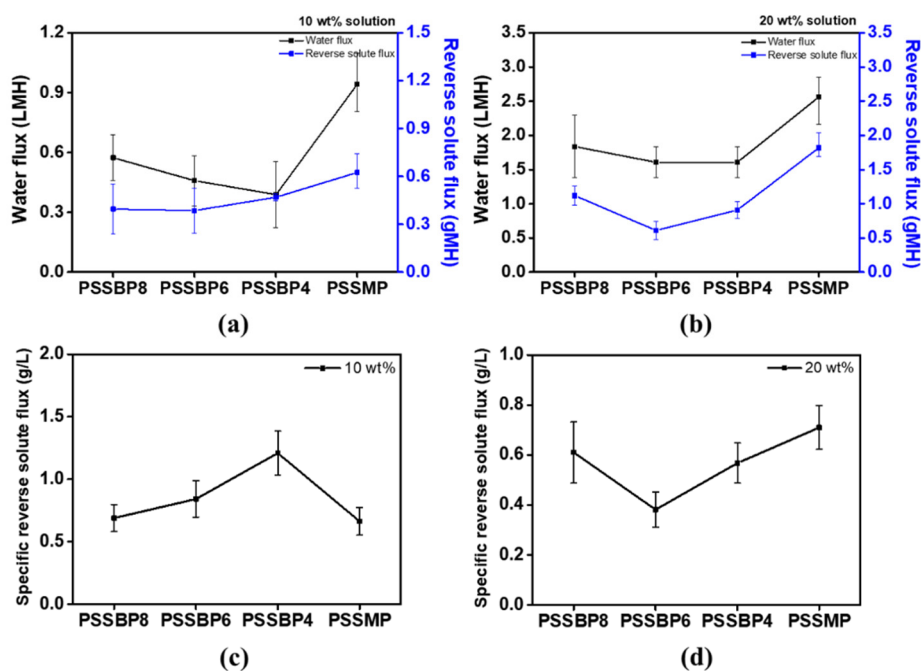 10 wt% solution
Water flux
Reverse solute flux
Water flux (LMH)
1.2
0.9
0.6
0.3
0.0
Reverse solute flux (gMH)
1.5
1.2
0.9
0.6
0.3
0.0
PSSBP8 PSSBP6 PSSBP4 PSSMP
(a)
20 wt% solution
Water flux
Reverse solute flux
Water flux (LMH)
3.5
3.0
2.5
2.0
1.5
1.0
0.5
0.0
Reverse solute flux (gMH)
3.5
3.0
2.5
2.0
1.5
1.0
0.5
0.0
PSSBP8 PSSBP6 PSSBP4 PSSMP
(b)
10 wt%
Specific reverse solute flux (g/L)
2.0
1.5
1.0
0.5
0.0
PSSBP8 PSSBP6 PSSBP4 PSSMP
(c)
20 wt%
Specific reverse solute flux (g/L)
1.0
0.8
0.6
0.4
0.2
0.0
PSSBP8 PSSBP6 PSSBP4 PSSMP
(d)